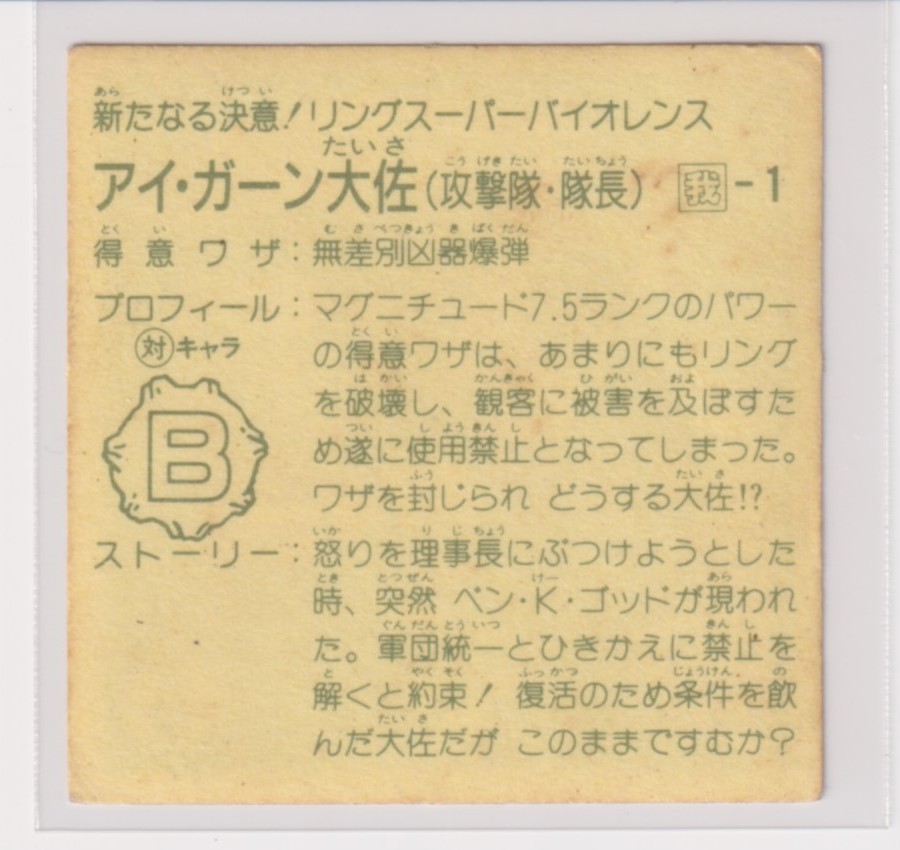 新たなる決意!リングスーパーバイオレンス
アイ・ガーン大佐(攻撃隊・隊長) 我-1
得意ワザ:無差別凶器爆弾
プロフィール:マグニチュード7.5ランクのパワー
の得意ワザは、あまりにもリング
を破壊し、観客に被害を及ぼすた
め遂に使用禁止となってしまった。
ワザを封じられ どうする大佐!?
対キャラ
B
ストーリー:怒りを理事長にぶつけようとした
時、突然 ペン・K・ゴッドが現われ
た。軍団統一とひきかえに禁止を
解くと約束! 復活のため条件を飲
んだ大佐だが このままですむか?